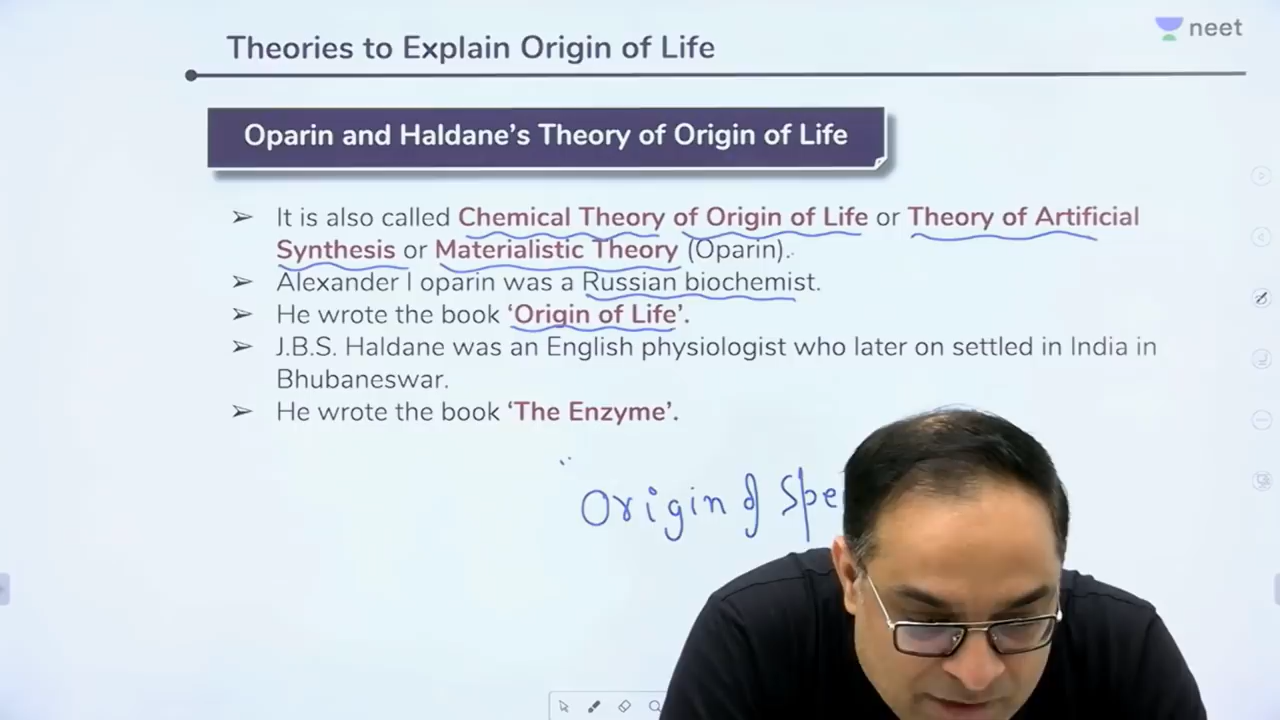 Theories to Explain Origin of Life
neet
Oparin and Haldane's Theory of Origin of Life
➢ It is also called Chemical Theory of Origin of Life or Theory of Artificial
Synthesis or Materialistic Theory (Oparin).
➢ Alexander I oparin was a Russian biochemist.
➢ He wrote the book ‘Origin of Life’.
➢ J.B.S. Haldane was an English physiologist who later on settled in India in
Bhubaneswar.
➢ He wrote the book ‘The Enzyme’.
Origin of Spe